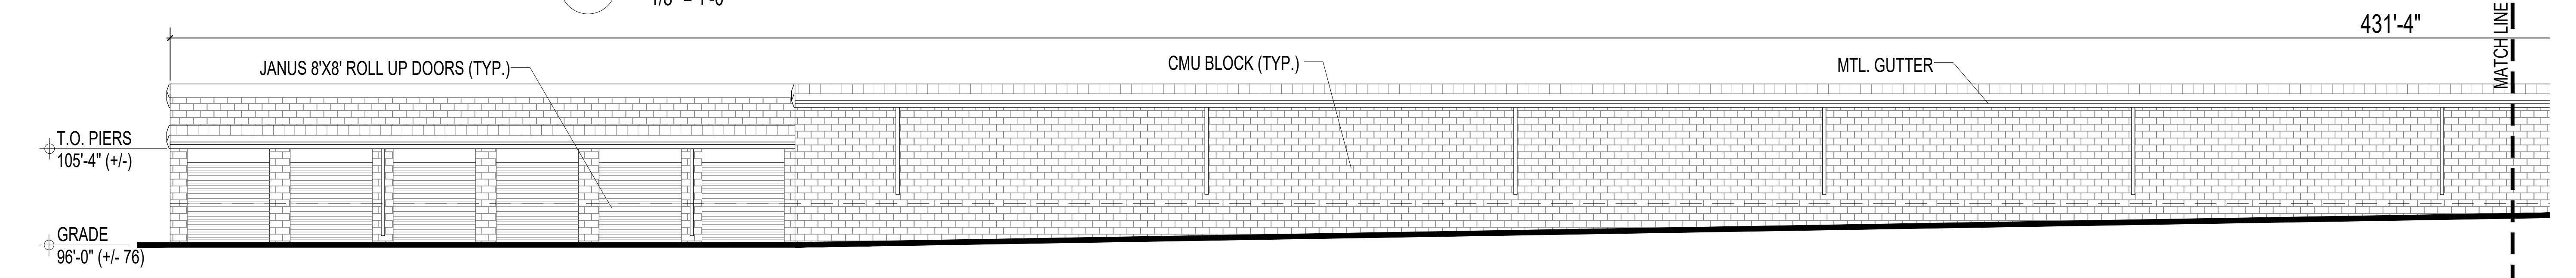 431'-4"
MATCH LINE
JANUS 8'X8' ROLL UP DOORS (TYP.)
CMU BLOCK (TYP.)
MTL. GUTTER
T.O. PIERS
105'-4" (+/-)
GRADE
96'-0" (+/- 76)